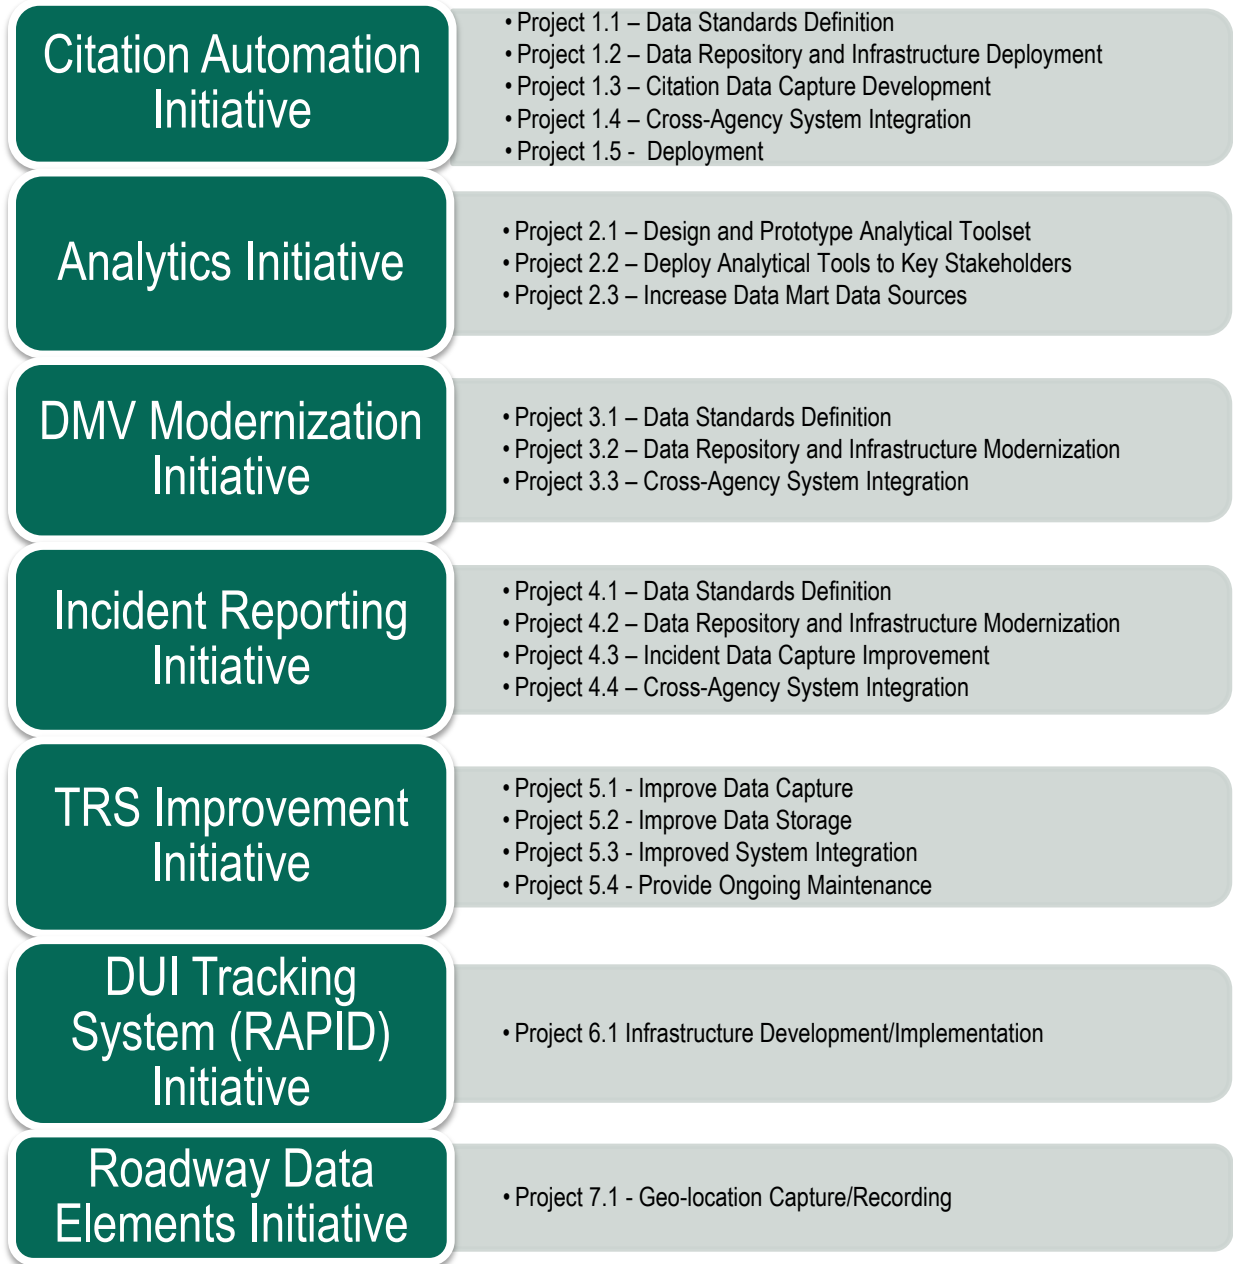 Citation Automation
Initiative
• Project 1.1 – Data Standards Definition
• Project 1.2 – Data Repository and Infrastructure Deployment
• Project 1.3 – Citation Data Capture Development
• Project 1.4 – Cross-Agency System Integration
• Project 1.5 - Deployment
Analytics Initiative
• Project 2.1 – Design and Prototype Analytical Toolset
• Project 2.2 – Deploy Analytical Tools to Key Stakeholders
• Project 2.3 – Increase Data Mart Data Sources
DMV Modernization
Initiative
• Project 3.1 – Data Standards Definition
• Project 3.2 – Data Repository and Infrastructure Modernization
• Project 3.3 – Cross-Agency System Integration
Incident Reporting
Initiative
• Project 4.1 – Data Standards Definition
• Project 4.2 – Data Repository and Infrastructure Modernization
• Project 4.3 – Incident Data Capture Improvement
• Project 4.4 – Cross-Agency System Integration
TRS Improvement
Initiative
• Project 5.1 - Improve Data Capture
• Project 5.2 - Improve Data Storage
• Project 5.3 - Improved System Integration
• Project 5.4 - Provide Ongoing Maintenance
DUI Tracking
System (RAPID)
Initiative
• Project 6.1 Infrastructure Development/Implementation
Roadway Data
Elements Initiative
• Project 7.1 - Geo-location Capture/Recording